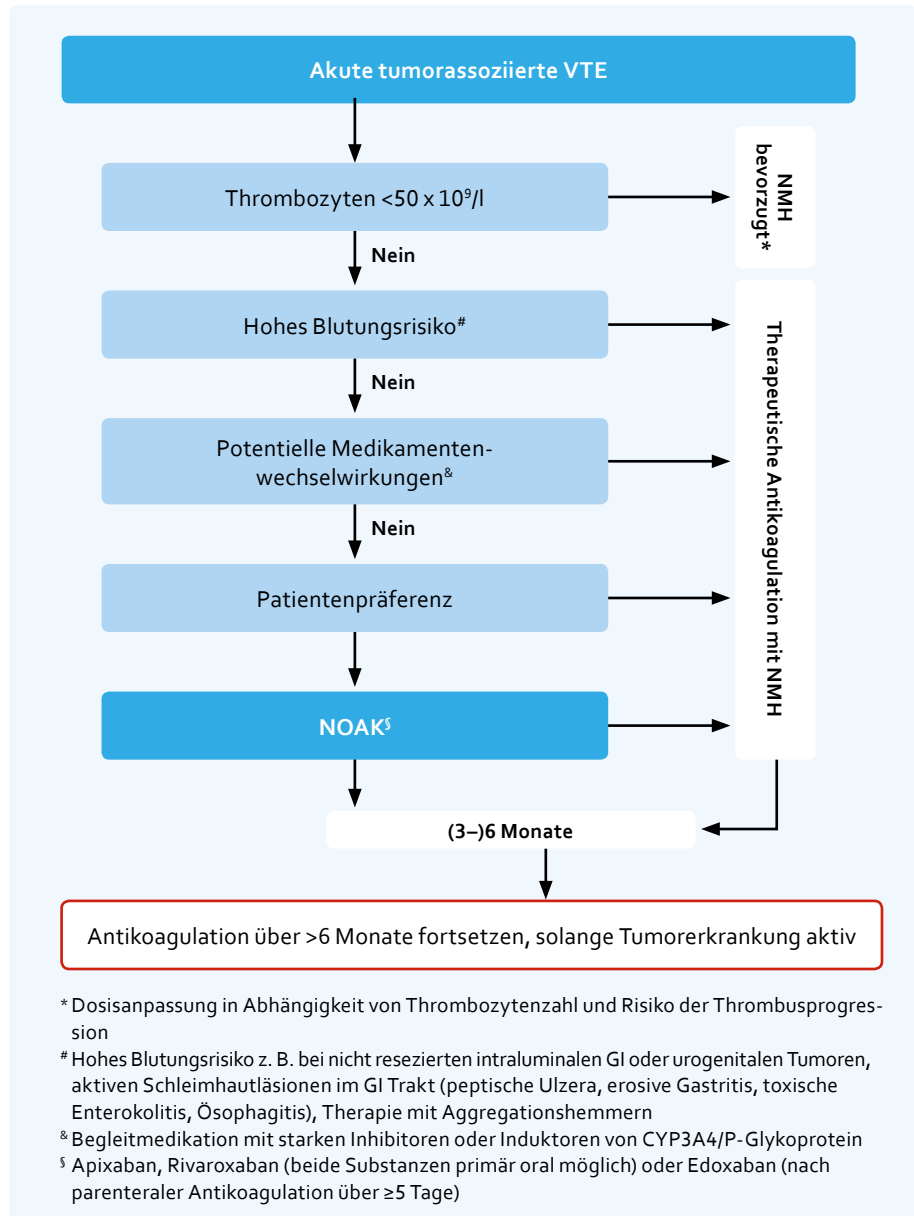 Akute tumorassoziierte VTE
Thrombozyten <50 x 10⁹/l
NMH
bevorzugt*
Nein
Hohes Blutungsrisiko#
Nein
Potentielle Medikamenten-
wechselwirkungen&
Nein
Patientenpräferenz
Therapeutische Antikoagulation mit NMH
NOAK§
(3–)6 Monate
Antikoagulation über >6 Monate fortsetzen, solange Tumorerkrankung aktiv
* Dosisanpassung in Abhängigkeit von Thrombozytenzahl und Risiko der Thrombusprogres-
sion
# Hohes Blutungsrisiko z. B. bei nicht resezierten intraluminalen GI oder urogenitalen Tumoren,
aktiven Schleimhautläsionen im GI Trakt (peptische Ulzera, erosive Gastritis, toxische
Enterokolitis, Ösophagitis), Therapie mit Aggregationshemmern
& Begleitmedikation mit starken Inhibitoren oder Induktoren von CYP3A4/P-Glykoprotein
§ Apixaban, Rivaroxaban (beide Substanzen primär oral möglich) oder Edoxaban (nach
parenteraler Antikoagulation über ≥5 Tage)